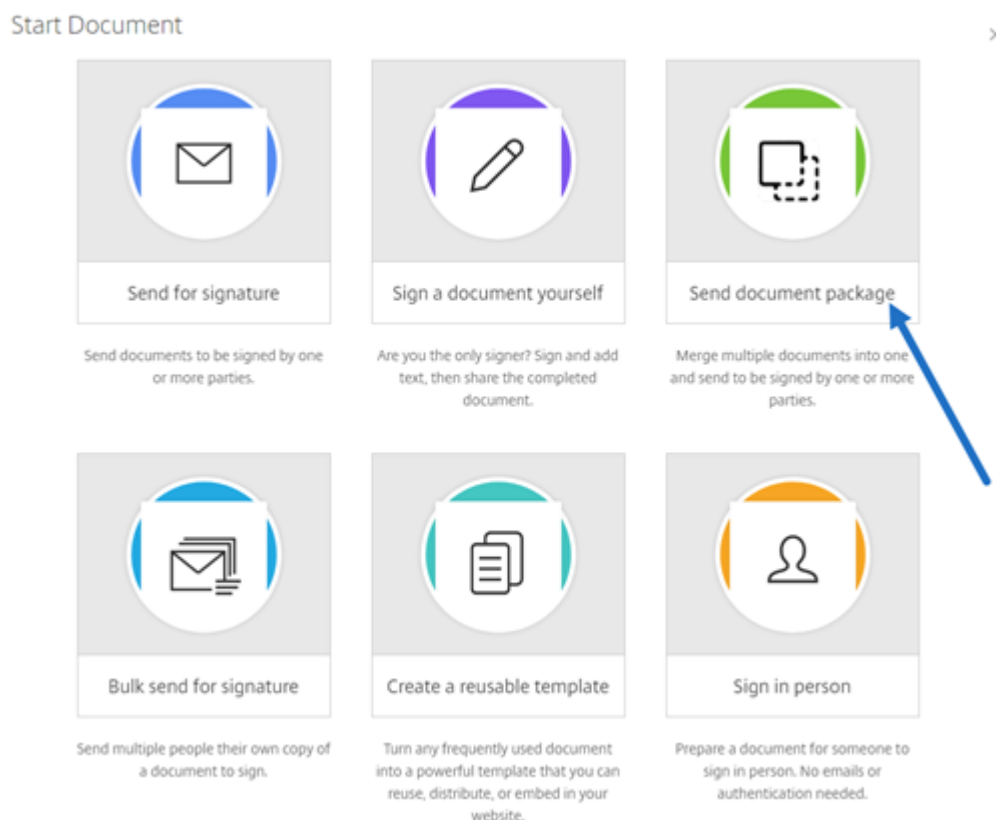 Start Document
Send for signature
Sign a document yourself
Send document package
Send documents to be signed by one
or more parties.
Are you the only signer? Sign and add
text, then share the completed
document.
Merge multiple documents into one
and send to be signed by one or more
parties.
Bulk send for signature
Create a reusable template
Sign in person
Send multiple people their own copy of
a document to sign.
Turn any frequently used document
into a powerful template that you can
reuse, distribute, or embed in your
website.
Prepare a document for someone to
sign in person. No emails or
authentication needed.